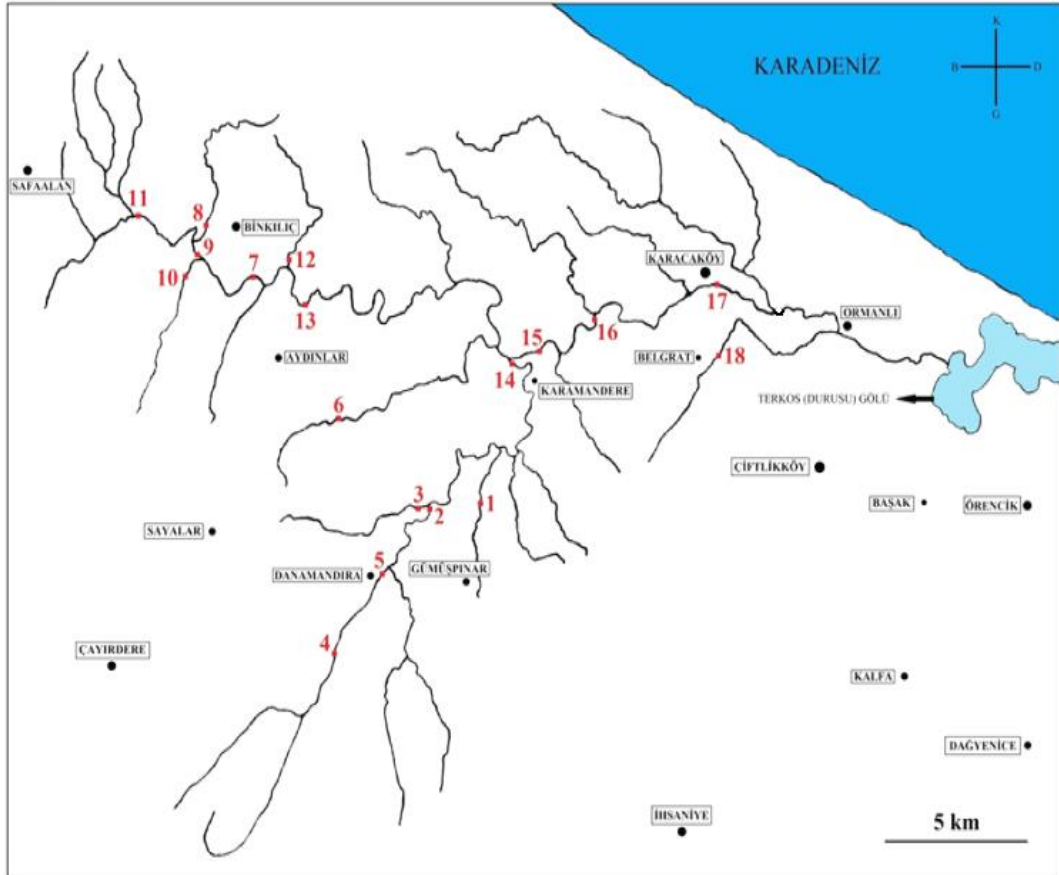 K
KARADENİZ
B
D
G
SAFAALAN
11
8
BİNKILIÇ
9
12
10
7
KARACAKÖY
13
17
ORMANLI
16
15
AYDINLAR
BELGRAT
18
14
KARAMANDERE
TERKOS (DURUSU) GÖLÜ
6
ÇİFTLİKKÖY
3
2
1
BAŞAK
ÖRENCİK
SAYALAR
5
DANAMANDIRA
GÜMÜŞPINAR
4
ÇAYIRDERE
KALFA
DAĞYENİCE
İHSANİYE
5 km